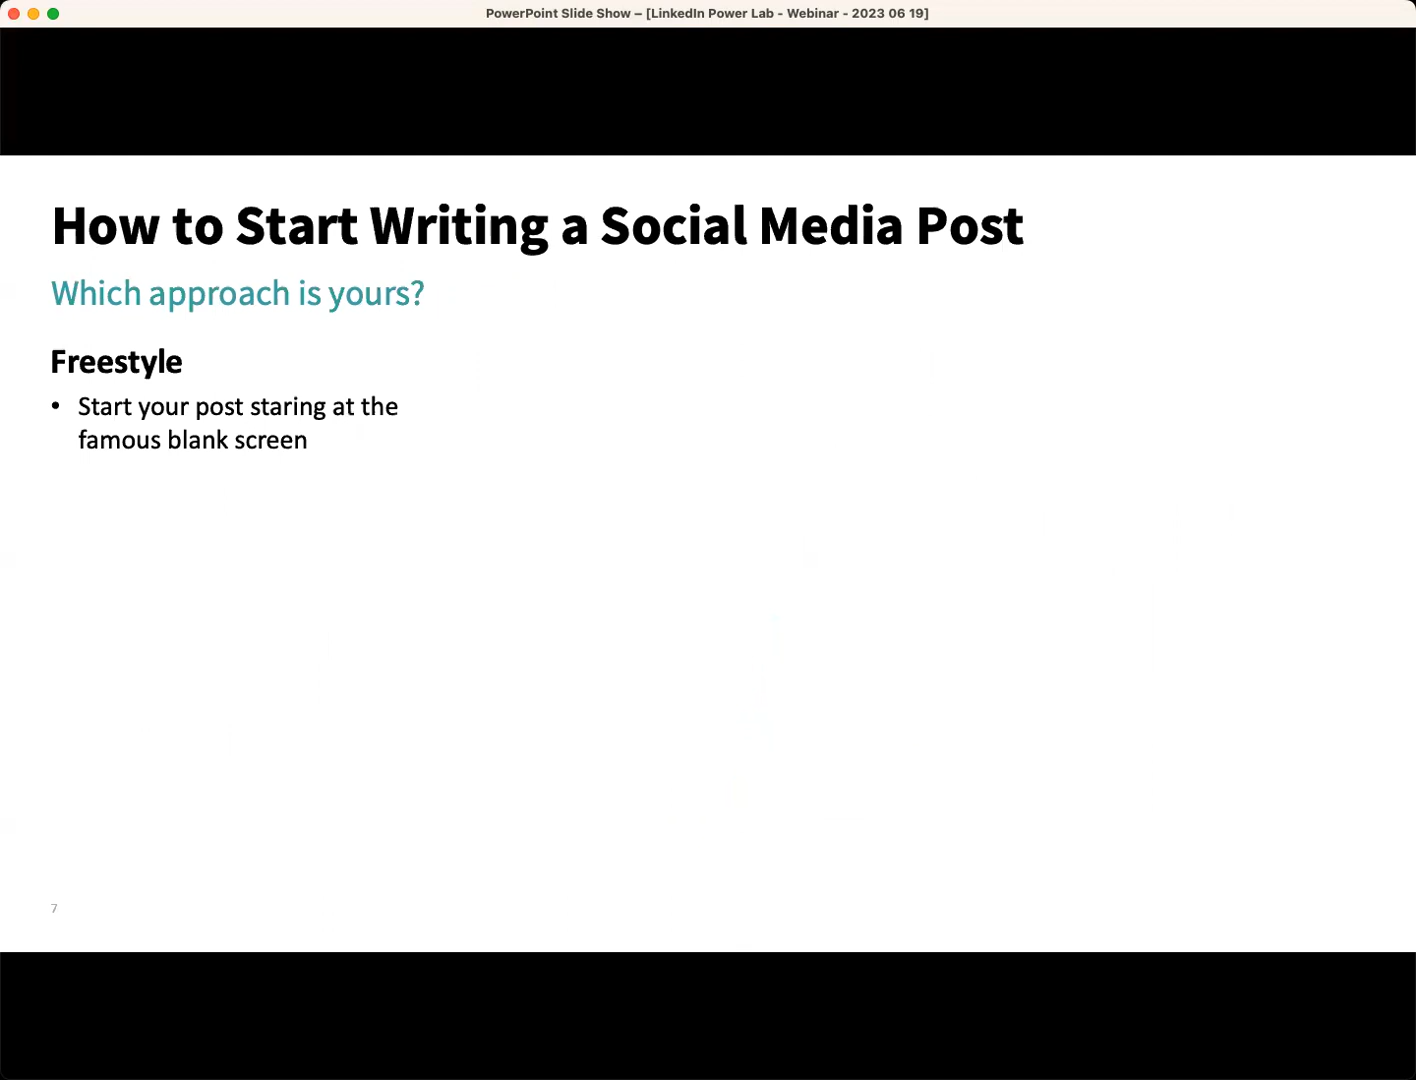 PowerPoint Slide Show – [LinkedIn Power Lab - Webinar - 2023 06 19]
How to Start Writing a Social Media Post
Which approach is yours?
Freestyle
• Start your post staring at the
famous blank screen
7